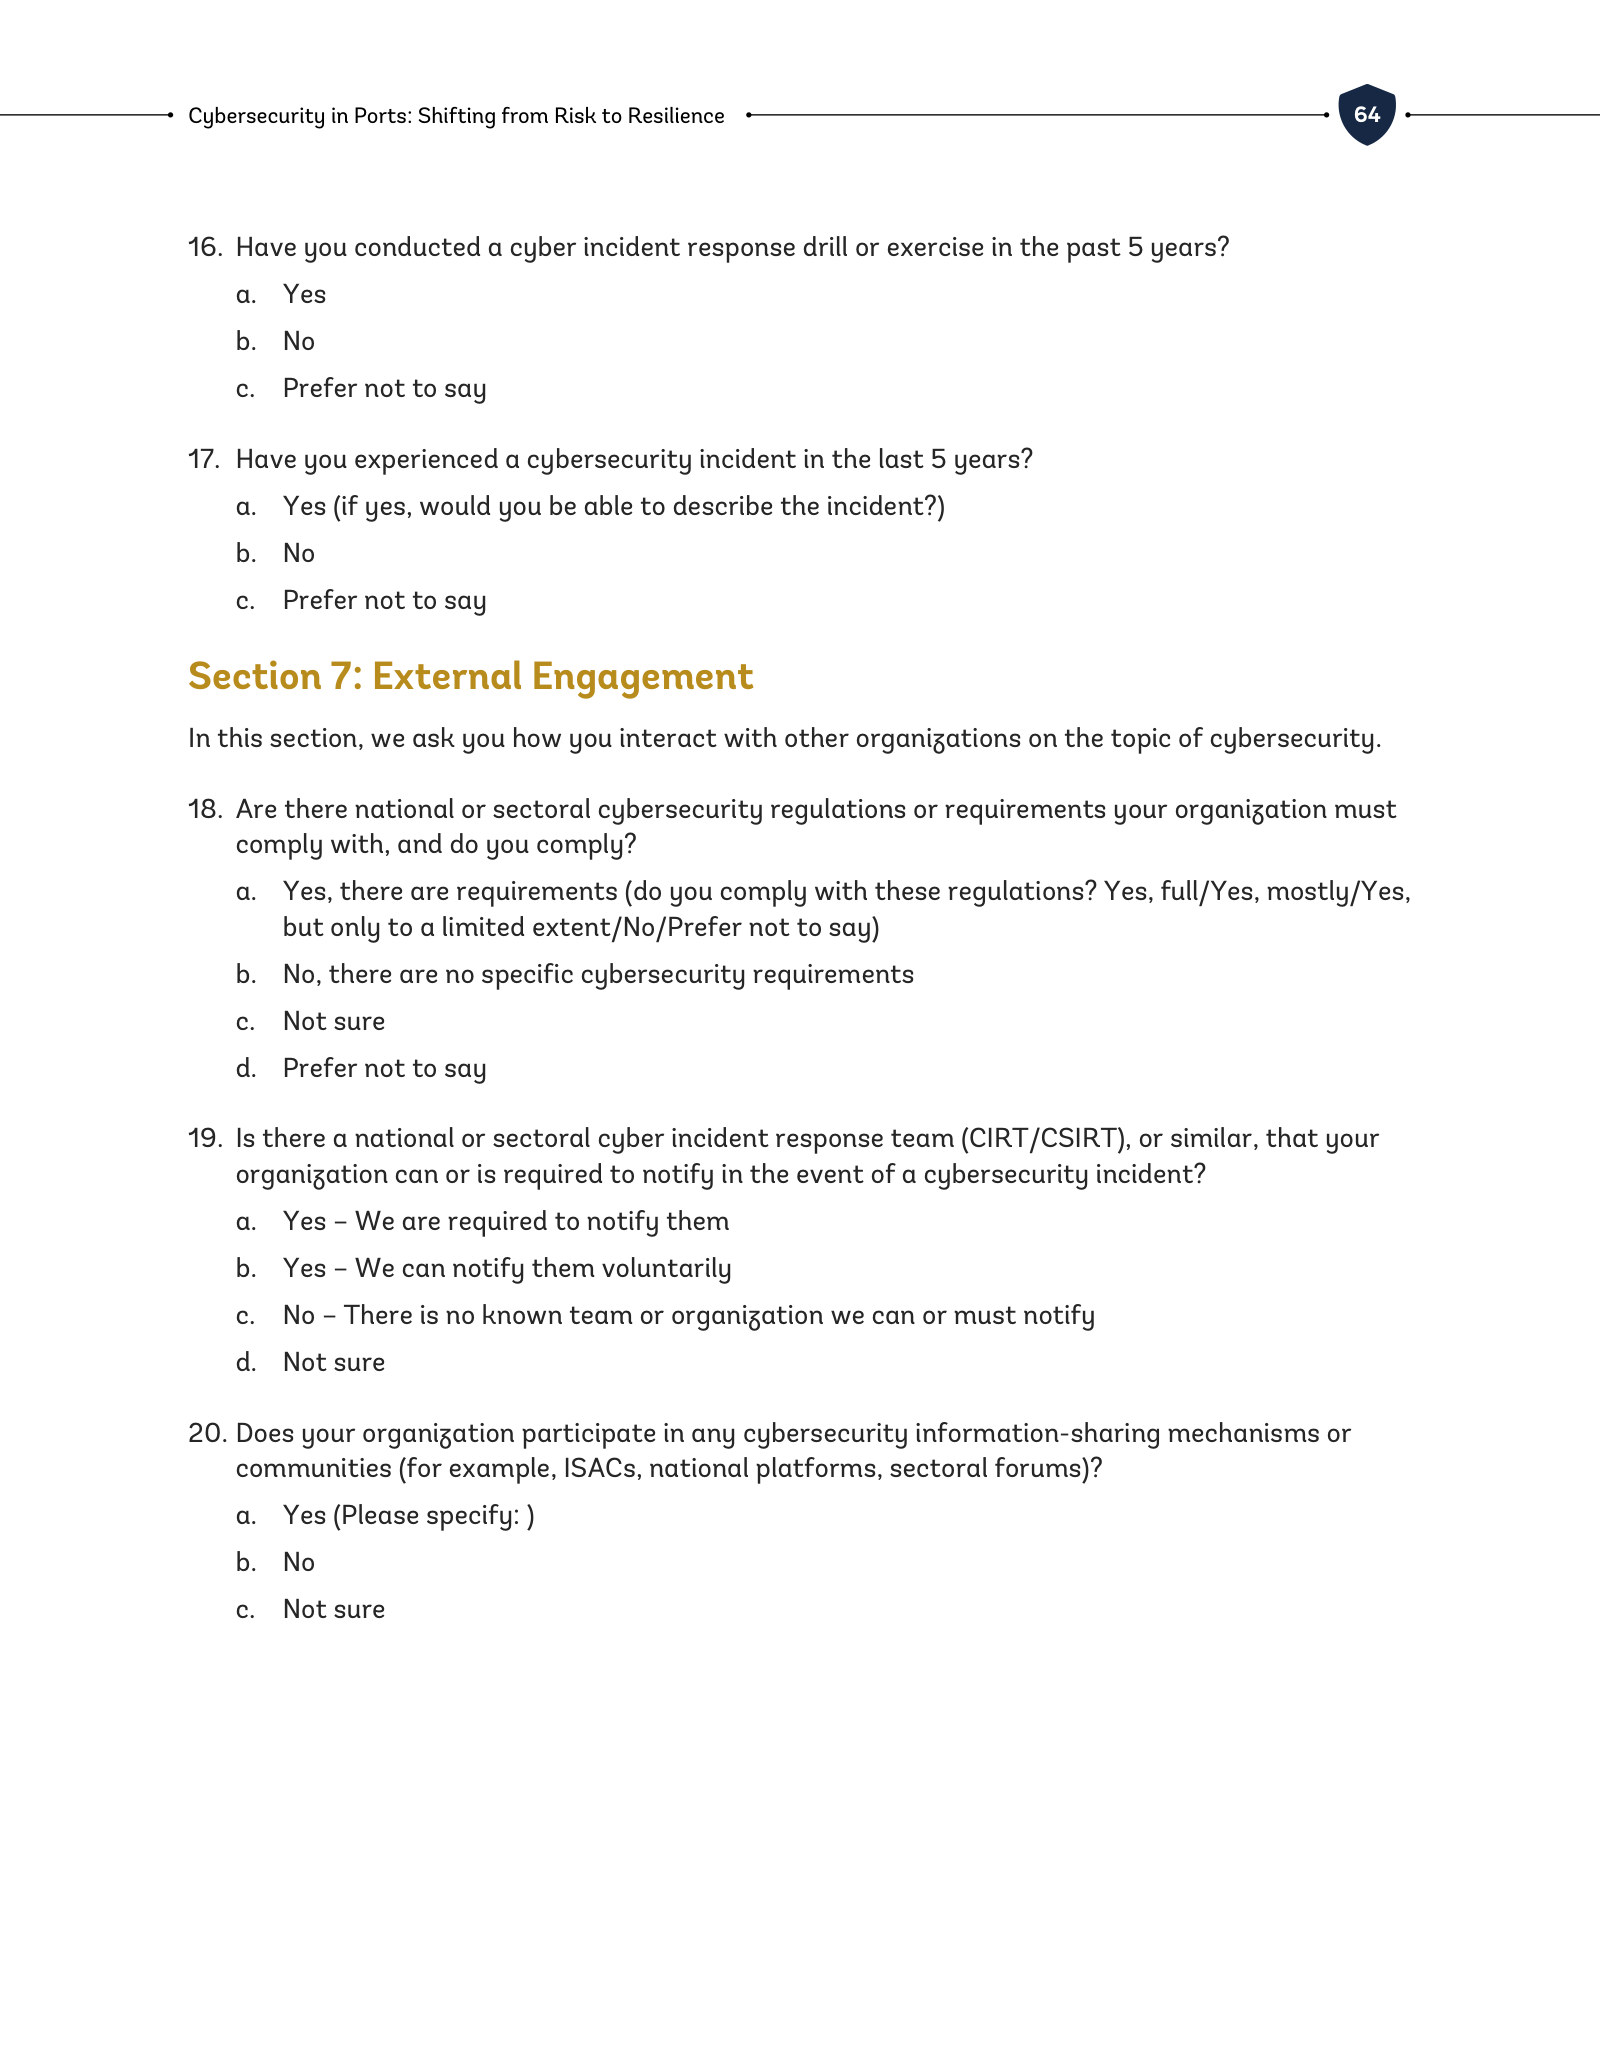 Cybersecurity in Ports: Shifting from Risk to Resilience
64
16. Have you conducted a cyber incident response drill or exercise in the past 5 years?
a. Yes
b. No
c. Prefer not to say
17. Have you experienced a cybersecurity incident in the last 5 years?
a. Yes (if yes, would you be able to describe the incident?)
b. No
c. Prefer not to say
Section 7: External Engagement
In this section, we ask you how you interact with other organizations on the topic of cybersecurity.
18. Are there national or sectoral cybersecurity regulations or requirements your organization must
comply with, and do you comply?
a. Yes, there are requirements (do you comply with these regulations? Yes, full/Yes, mostly/Yes,
but only to a limited extent/No/Prefer not to say)
b. No, there are no specific cybersecurity requirements
c. Not sure
d. Prefer not to say
19. Is there a national or sectoral cyber incident response team (CIRT/CSIRT), or similar, that your
organization can or is required to notify in the event of a cybersecurity incident?
a. Yes – We are required to notify them
b. Yes – We can notify them voluntarily
c. No – There is no known team or organization we can or must notify
d. Not sure
20. Does your organization participate in any cybersecurity information-sharing mechanisms or
communities (for example, ISACs, national platforms, sectoral forums)?
a. Yes (Please specify: )
b. No
c. Not sure